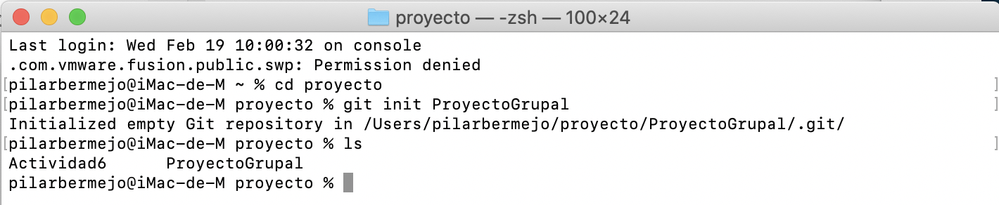 proyecto — -zsh — 100×24
Last login: Wed Feb 19 10:00:32 on console
.com.vmware.fusion.public.swp: Permission denied
[pilarbermejo@iMac-de-M ~ % cd proyecto ]
[pilarbermejo@iMac-de-M proyecto % git init ProyectoGrupal ]
Initialized empty Git repository in /Users/pilarbermejo/proyecto/ProyectoGrupal/.git/
[pilarbermejo@iMac-de-M proyecto % ls ]
Actividad6 ProyectoGrupal
pilarbermejo@iMac-de-M proyecto %